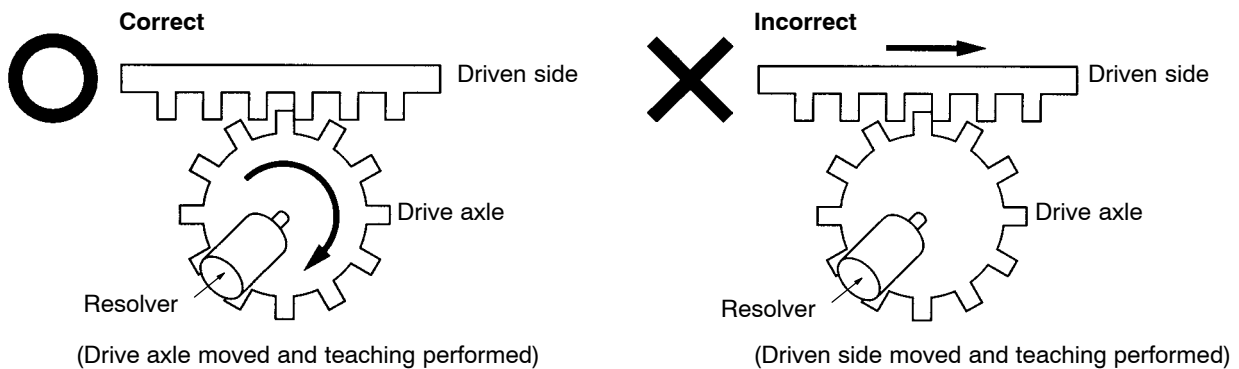 Correct
Driven side
Drive axle
Resolver
(Drive axle moved and teaching performed)
Incorrect
Driven side
Drive axle
Resolver
(Driven side moved and teaching performed)